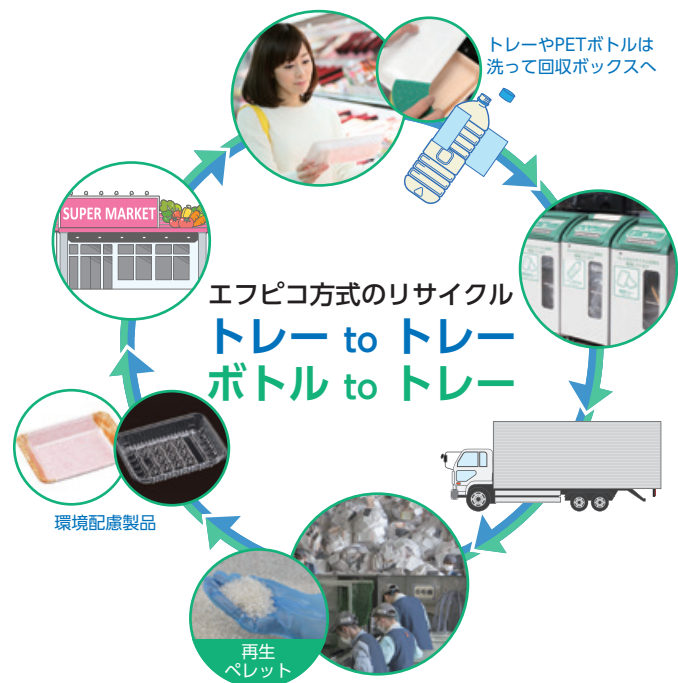 トレーやPETボトルは
洗って回収ボックスへ
SUPER MARKET
エフピコ方式のリサイクル
トレー to トレー
ボトル to トレー
環境配慮製品
再生
ペレット